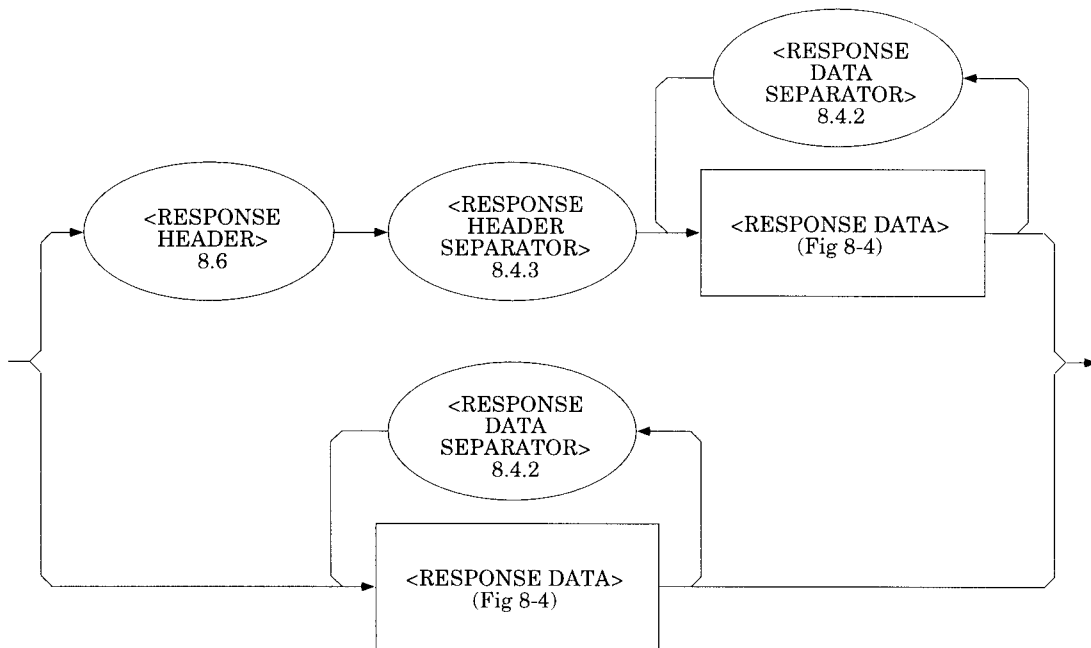 <RESPONSE
DATA
SEPARATOR>
8.4.2
<RESPONSE
HEADER>
8.6
<RESPONSE
HEADER
SEPARATOR>
8.4.3
<RESPONSE DATA>
(Fig 8-4)
<RESPONSE
DATA
SEPARATOR>
8.4.2
<RESPONSE DATA>
(Fig 8-4)